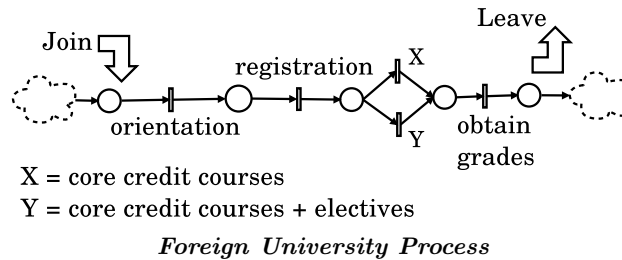 Join
Leave
registration
X
orientation
Y
obtain
grades
X = core credit courses
Y = core credit courses + electives
Foreign University Process